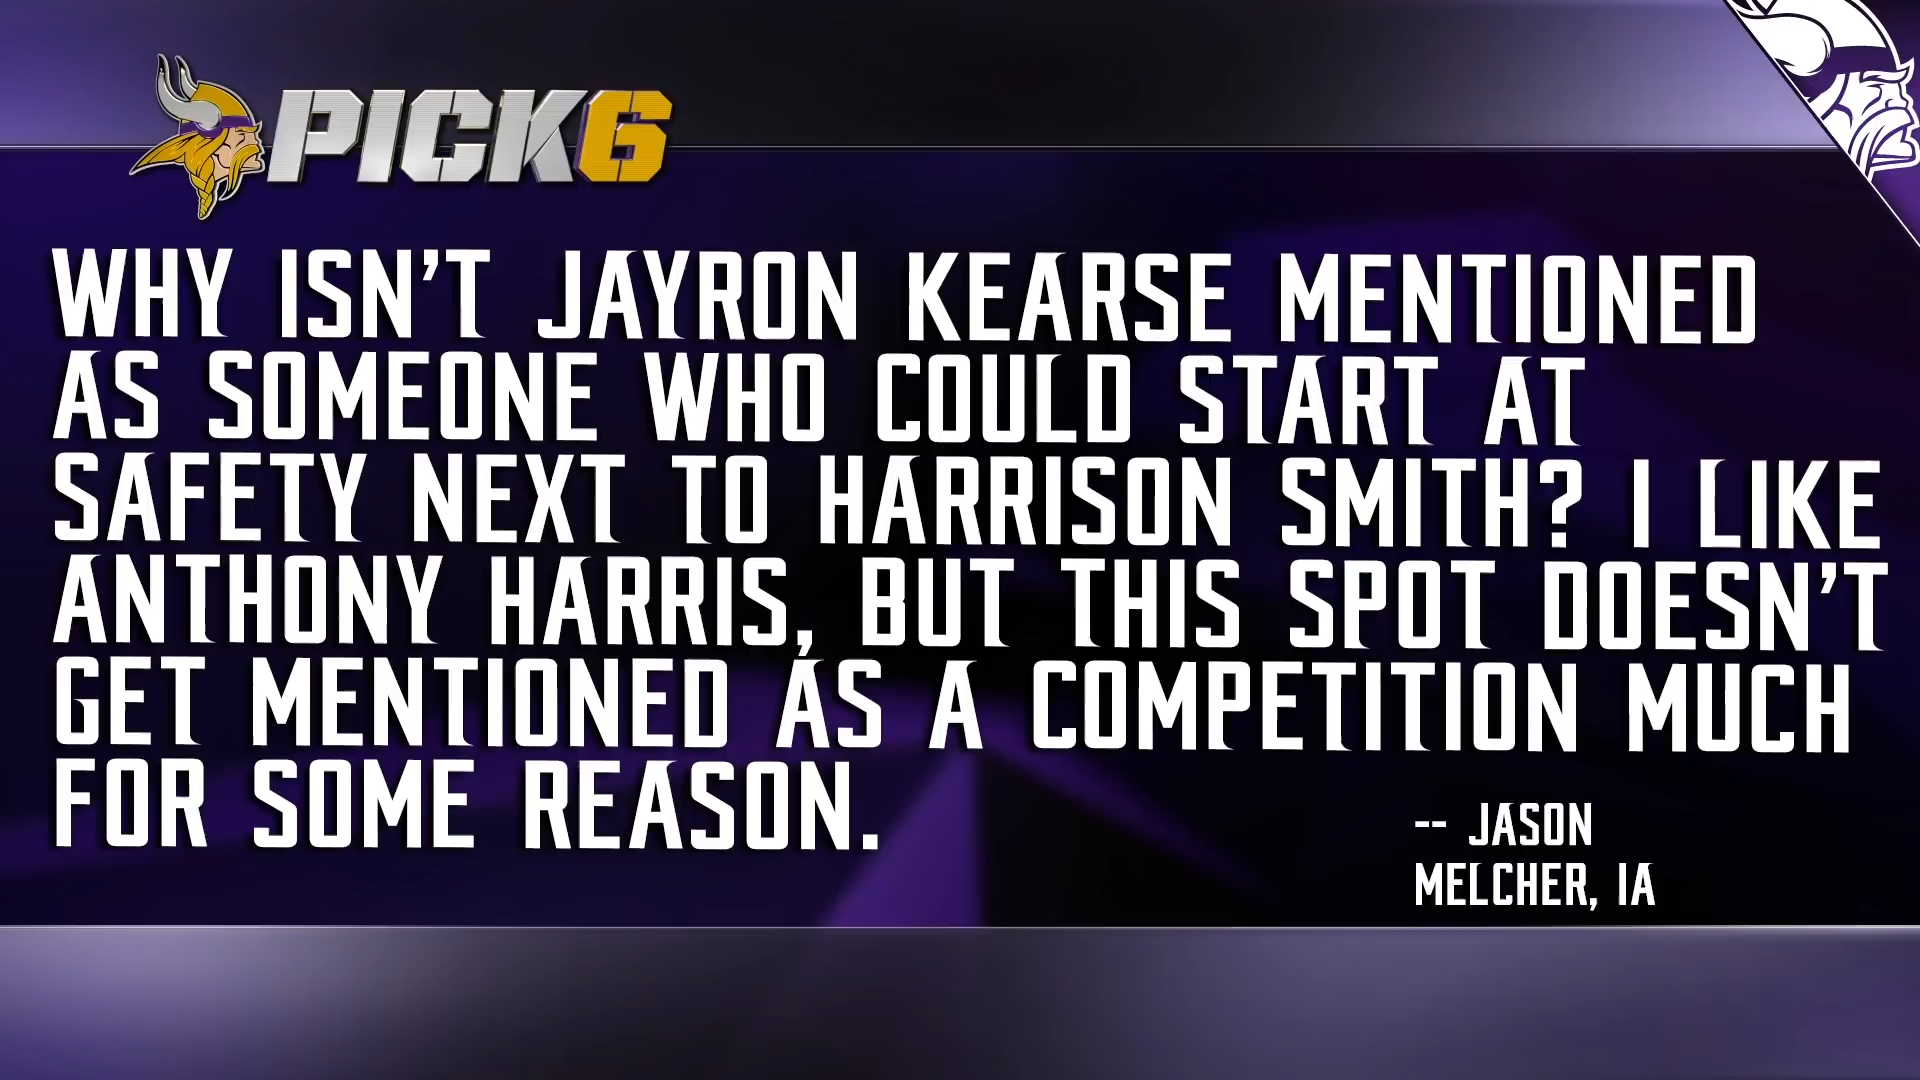 PICK6
WHY ISN'T JAYRON KEARSE MENTIONED
AS SOMEONE WHO COULD START AT
SAFETY NEXT TO HARRISON SMITH? I LIKE
ANTHONY HARRIS, BUT THIS SPOT DOESN'T
GET MENTIONED AS A COMPETITION MUCH
FOR SOME REASON.
-- JASON
MELCHER, IA